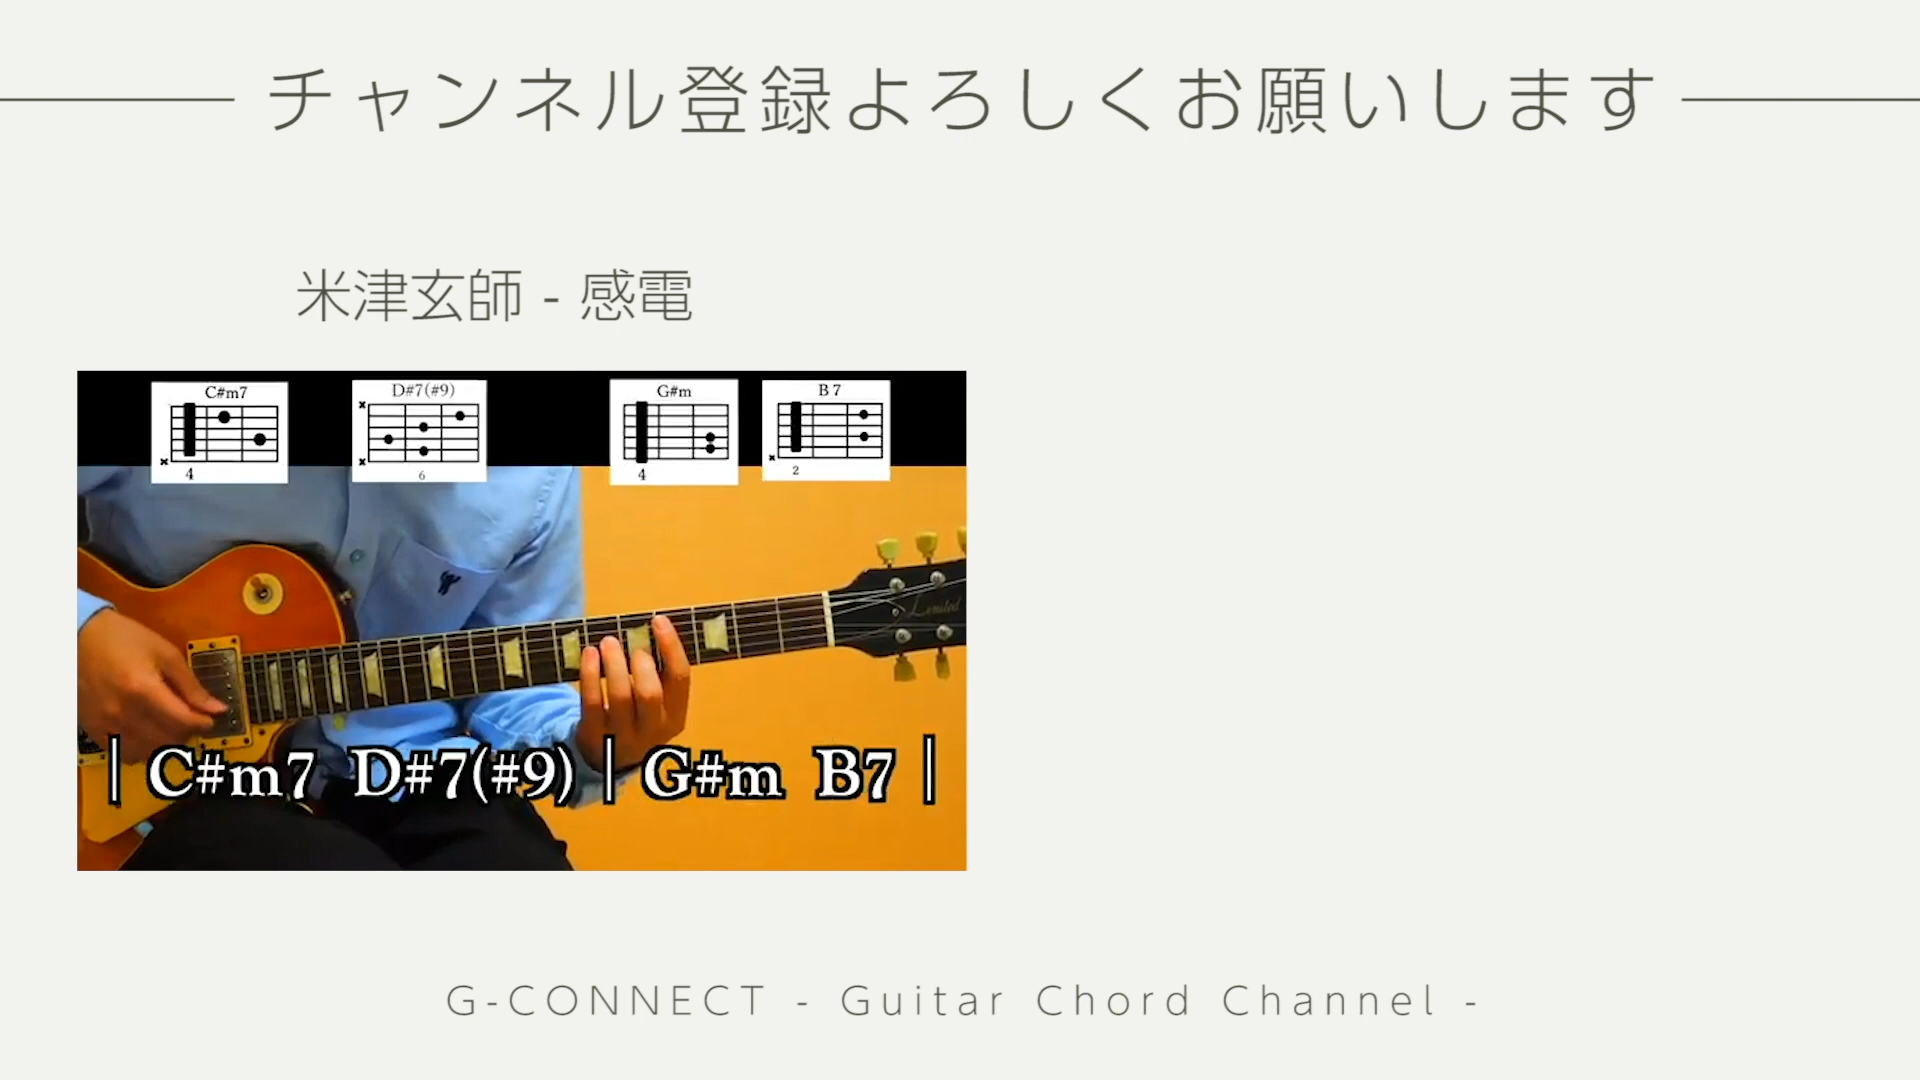 チャンネル登録よろしくお願いします
米津玄師 - 感電
C#m7 D#7(#9) G#m B7
4 6 4 2
Limited
| C#m7 D#7(#9) | G#m B7 |
G-CONNECT - Guitar Chord Channel -